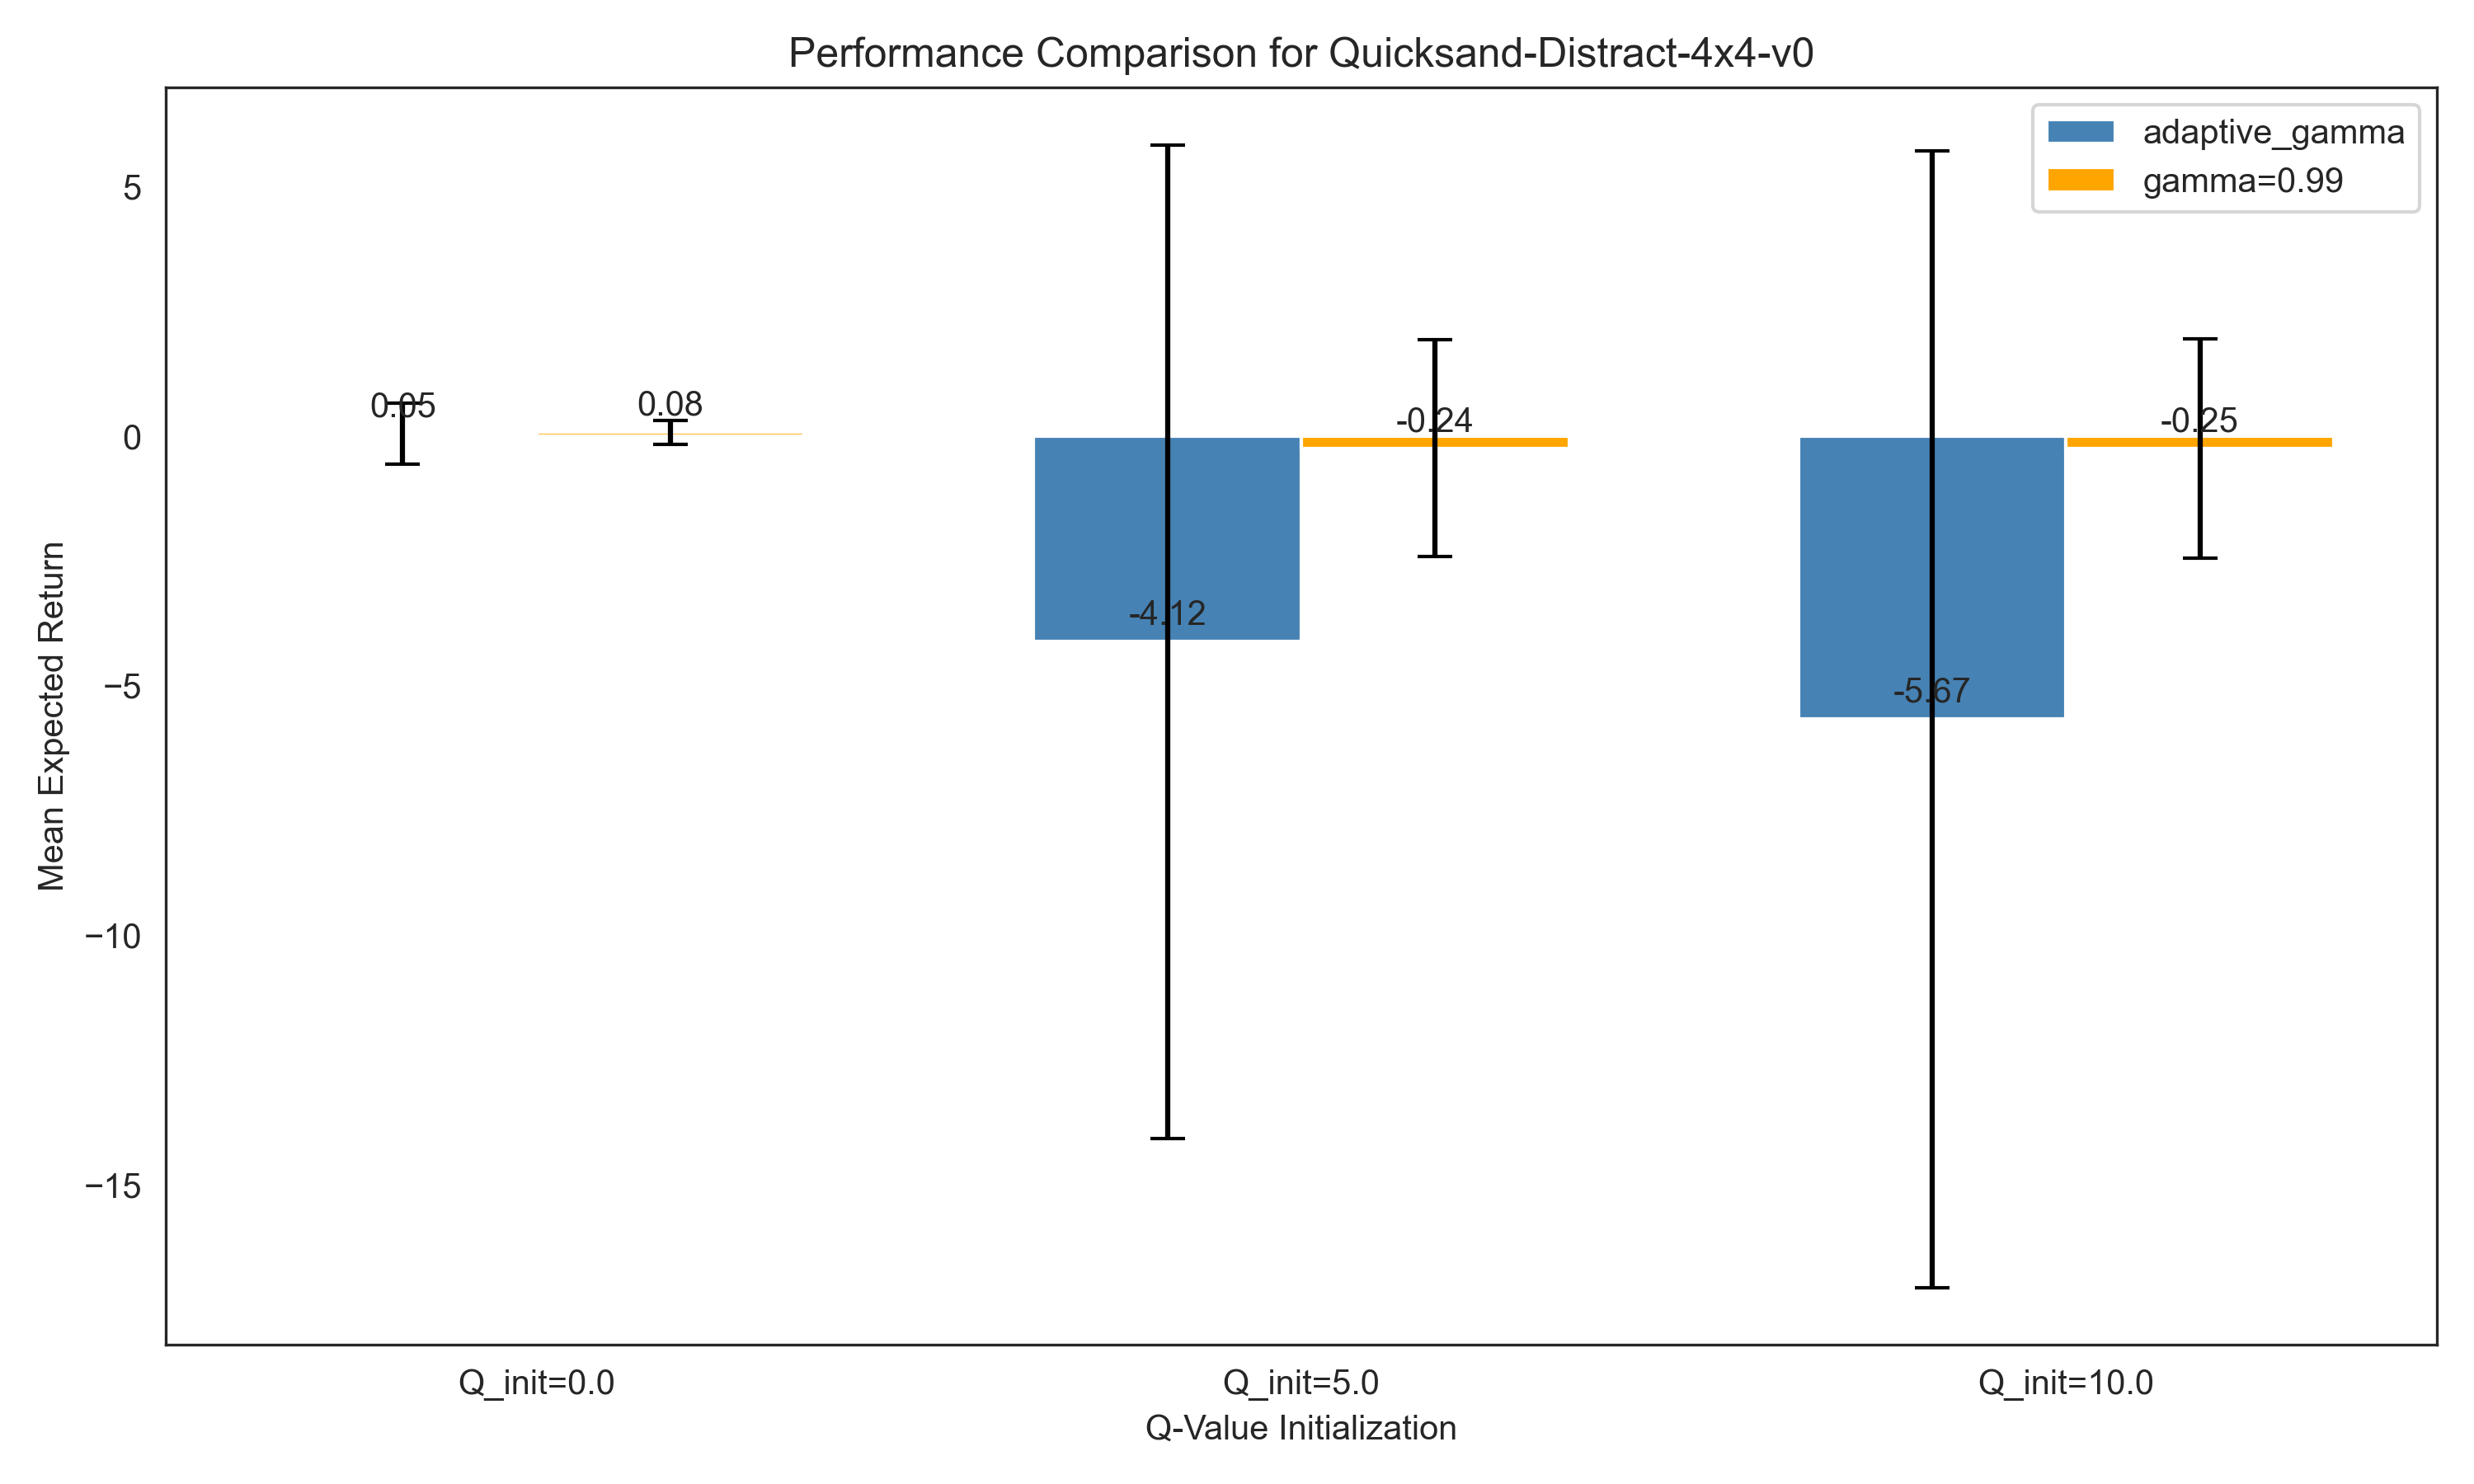 Performance Comparison for Quicksand-Distract-4x4-v0
adaptive_gamma
gamma=0.99
5
0
−5
−10
−15
Mean Expected Return
0.05
0.08
-4.12
-0.24
-5.67
-0.25
Q_init=0.0
Q_init=5.0
Q_init=10.0
Q-Value Initialization